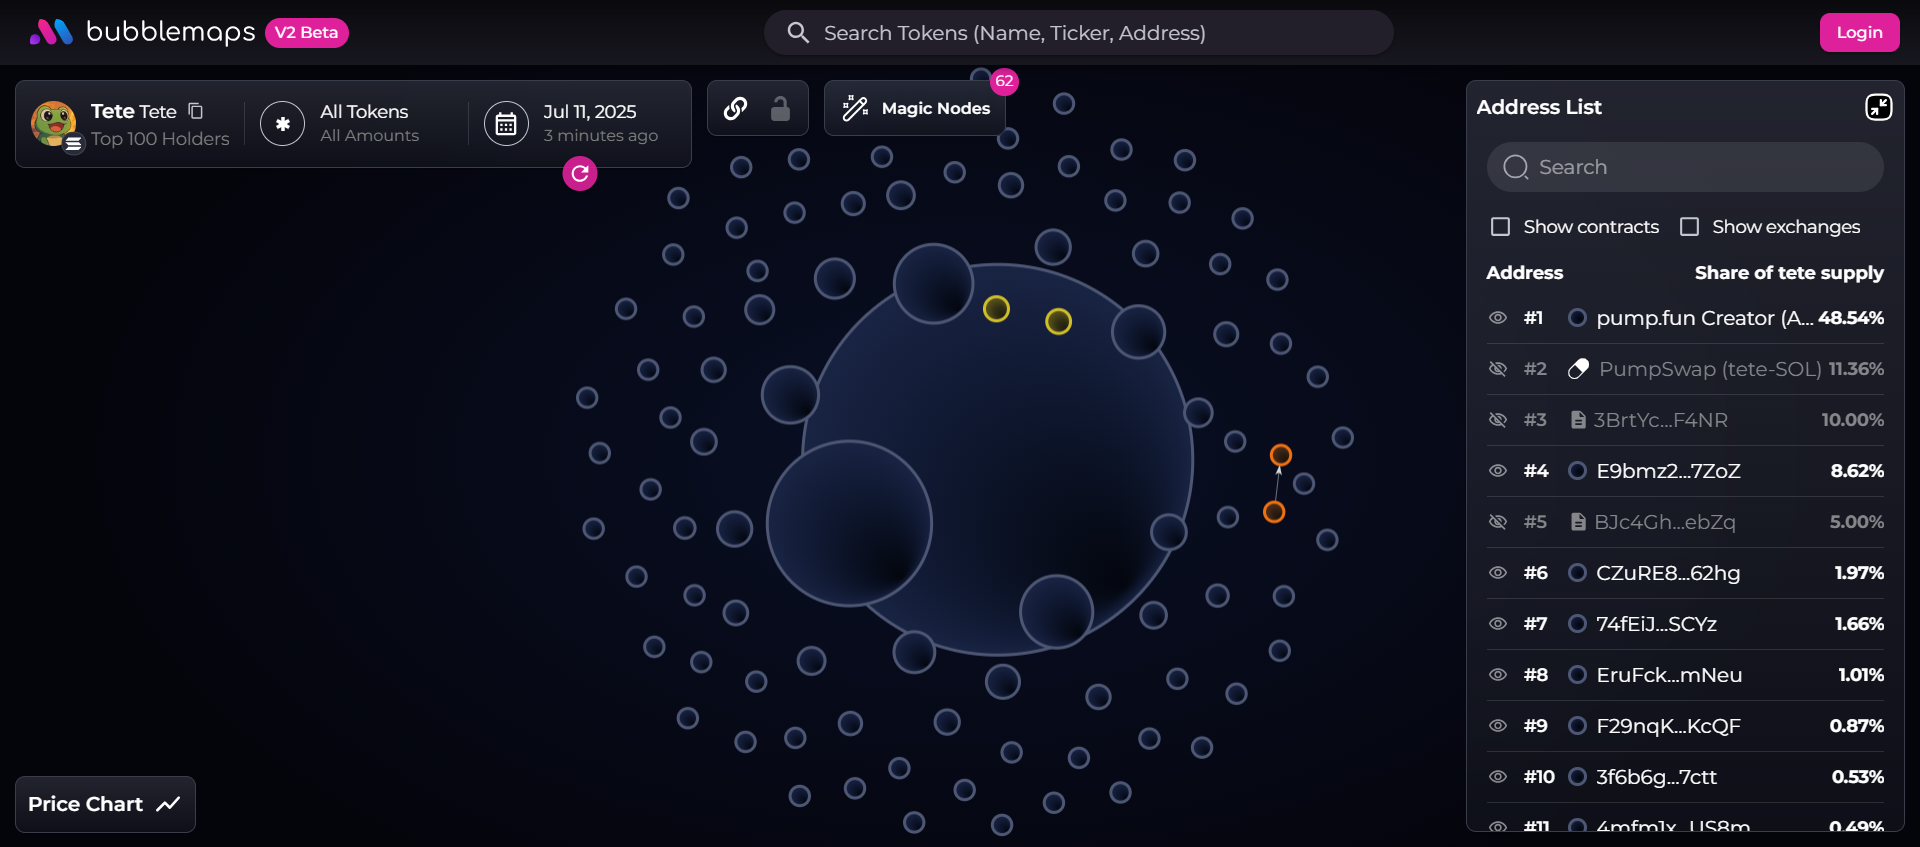 bubblemaps V2 Beta
Search Tokens (Name, Ticker, Address)
Login
Tete Tete
Top 100 Holders
All Tokens
All Amounts
Jul 11, 2025
3 minutes ago
Magic Nodes
62
Price Chart
Address List
Search
Show contracts Show exchanges
Address Share of tete supply
#1 pump.fun Creator (A... 48.54%
#2 PumpSwap (tete-SOL) 11.36%
#3 3BrtYc...F4NR 10.00%
#4 E9bmz2...7ZoZ 8.62%
#5 BJc4Gh...ebZq 5.00%
#6 CZuRE8...62hg 1.97%
#7 74fEiJ...SCYz 1.66%
#8 EruFck...mNeu 1.01%
#9 F29nqK...KcQF 0.87%
#10 3f6b6g...7ctt 0.53%
#11 0.49%